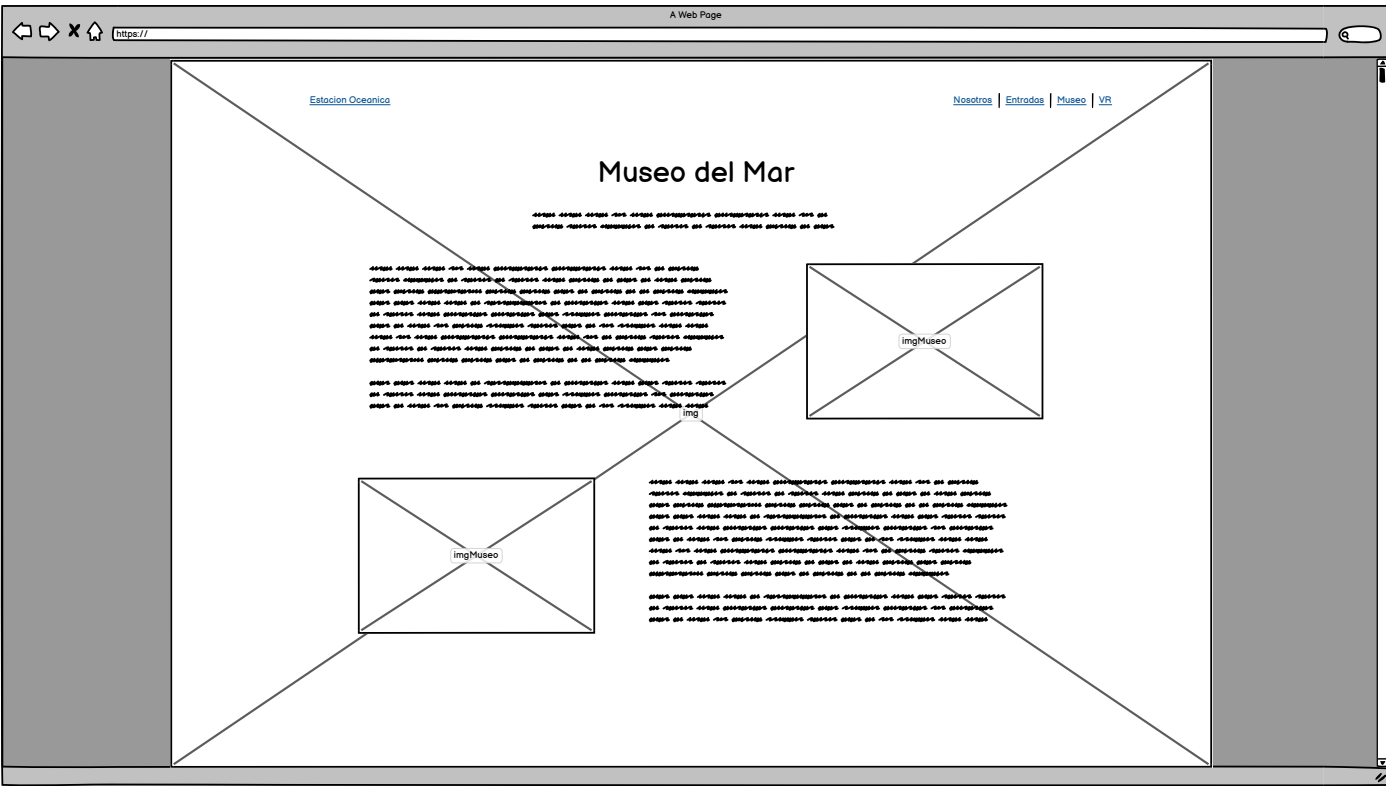 A Web Page
https://
Estacion Oceanica
Nosotros | Entradas | Museo | VR
Museo del Mar
imgMuseo
img
imgMuseo